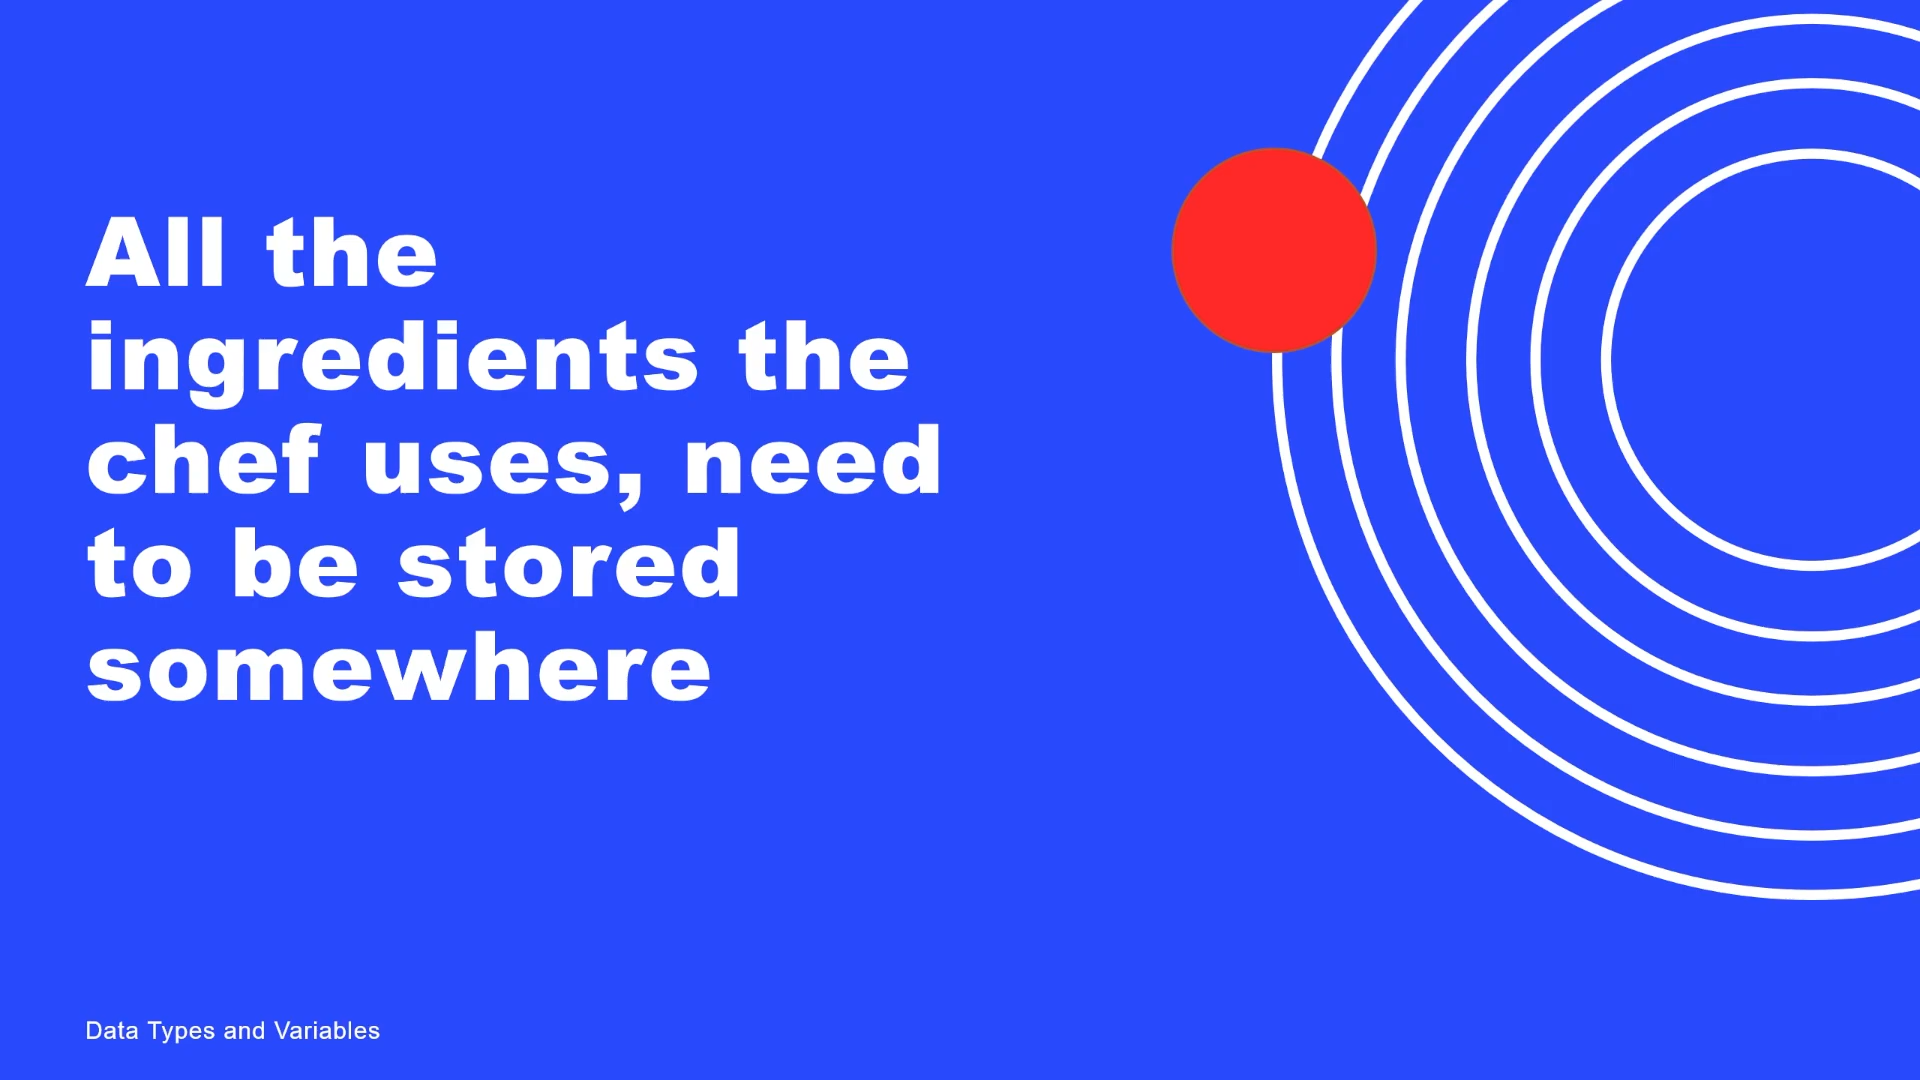 All the
ingredients the
chef uses, need
to be stored
somewhere
Data Types and Variables